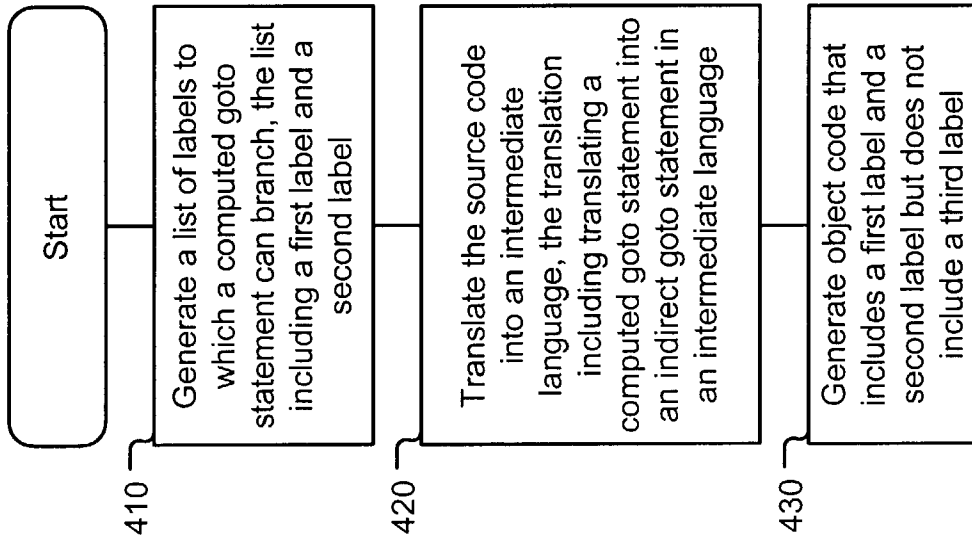 Start
410
Generate a list of labels to
which a computed goto
statement can branch, the list
including a first label and a
second label
420
Translate the source code
into an intermediate
language, the translation
including translating a
computed goto statement into
an indirect goto statement in
an intermediate language
430
Generate object code that
includes a first label and a
second label but does not
include a third label